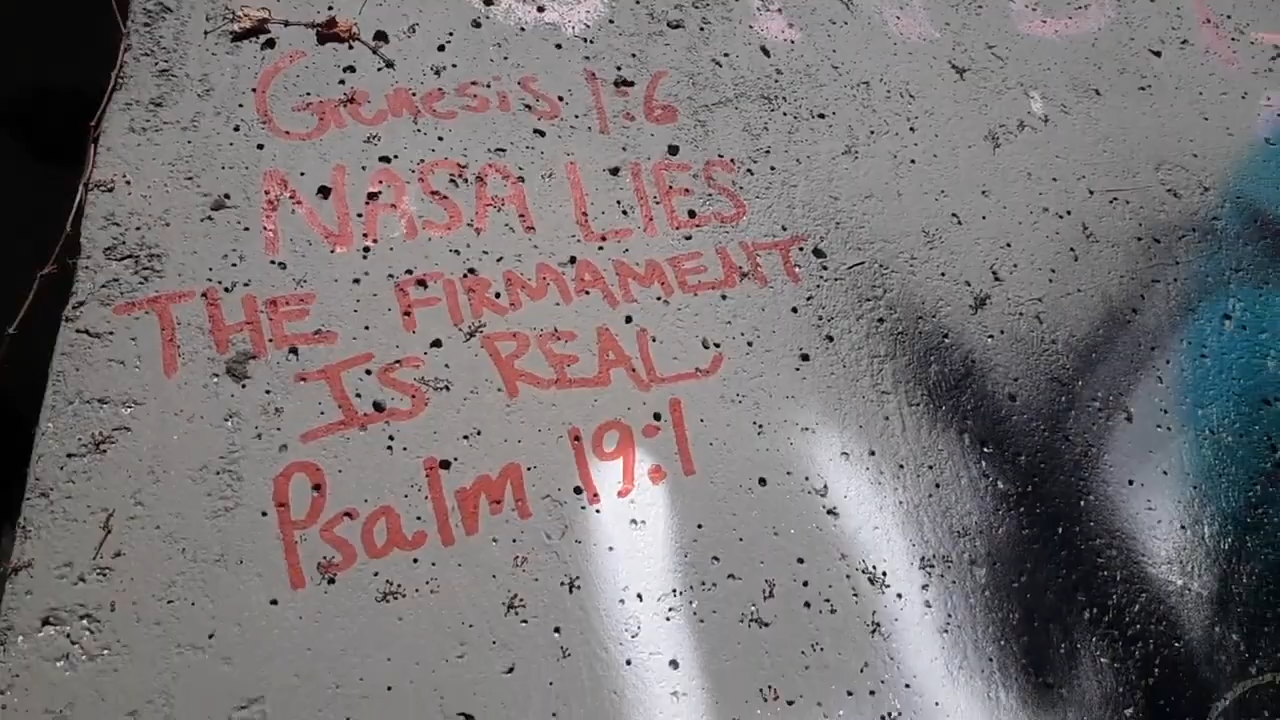 Genesis 1:6
NASA LIES
THE FIRMAMENT
IS REAL
Psalm 19:1